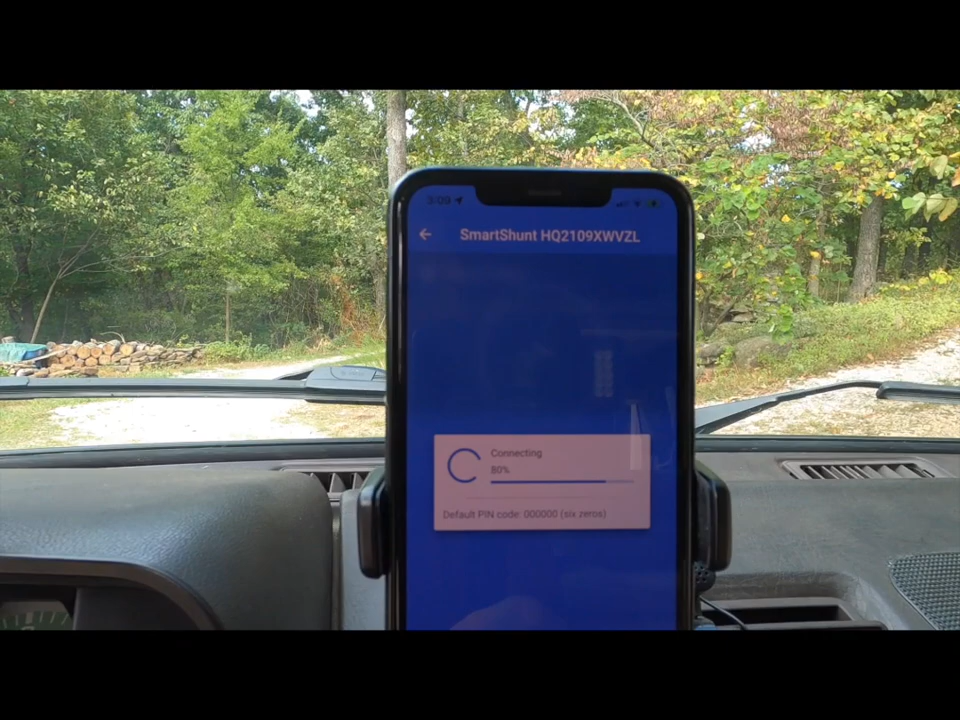 3:09
SmartShunt HQ2109XWVZL
Connecting
80%
Default PIN code: 000000 (six zeros)